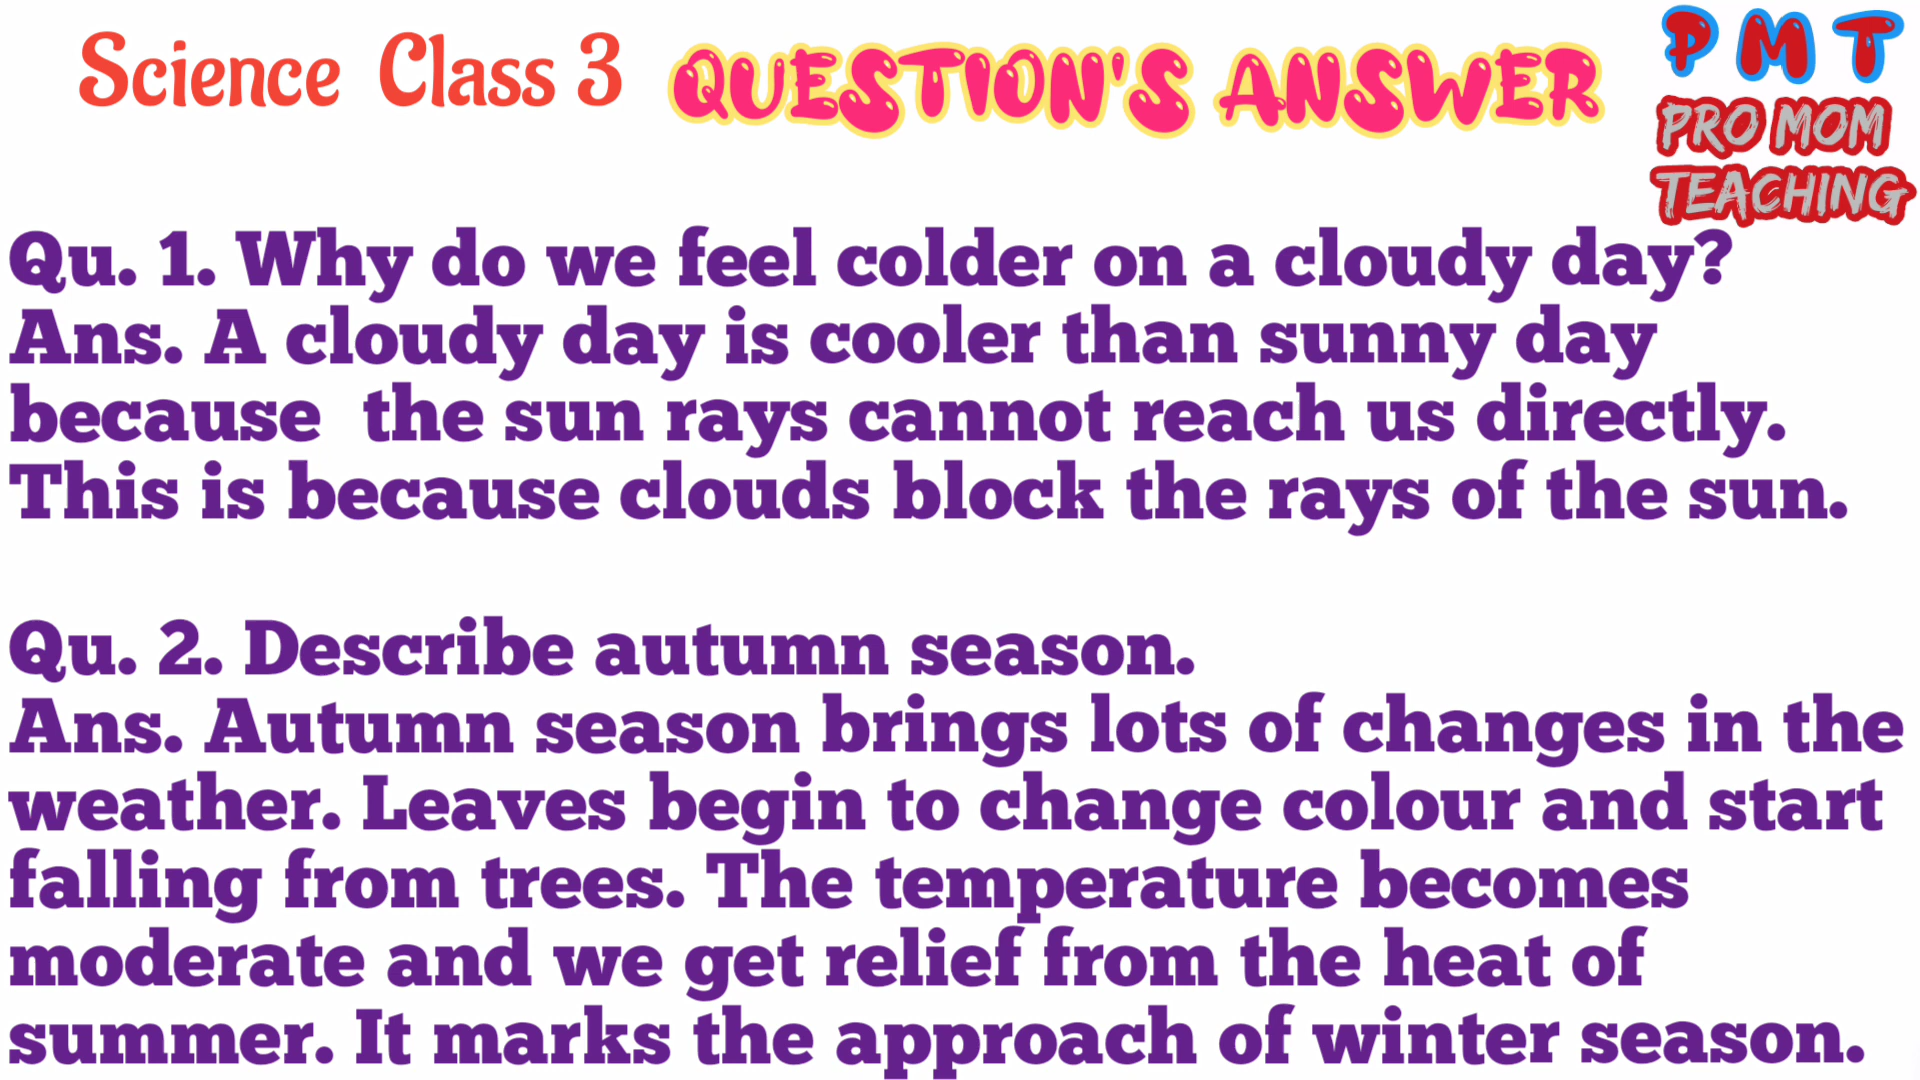 Science Class 3 QUESTION'S ANSWER
P M T
PRO MOM
TEACHING
Qu. 1. Why do we feel colder on a cloudy day?
Ans. A cloudy day is cooler than sunny day
because the sun rays cannot reach us directly.
This is because clouds block the rays of the sun.
Qu. 2. Describe autumn season.
Ans. Autumn season brings lots of changes in the
weather. Leaves begin to change colour and start
falling from trees. The temperature becomes
moderate and we get relief from the heat of
summer. It marks the approach of winter season.